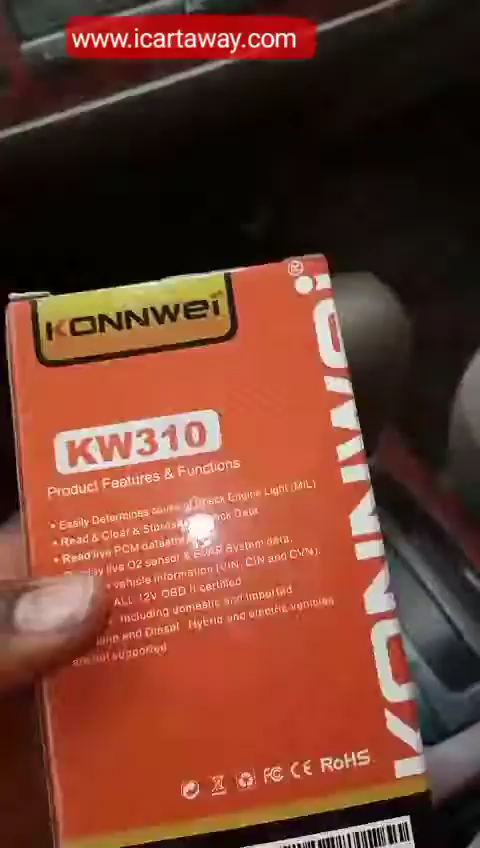 www.icartaway.com
KONNWEI
KONNWEI®
KW310
Product Features & Functions
• Easily Determines cause of Check Engine Light (MIL)
• Read & Clear & Stores Data
• Read live PCM datastream
Display live O2 sensor & EVAP System data.
vehicle information (VIN, CIN and CVN).
ALL 12V OBD II certified
including domestic and imported
and Diesel Hybrid and electric vehicles
are not supported
FC CE RoHS